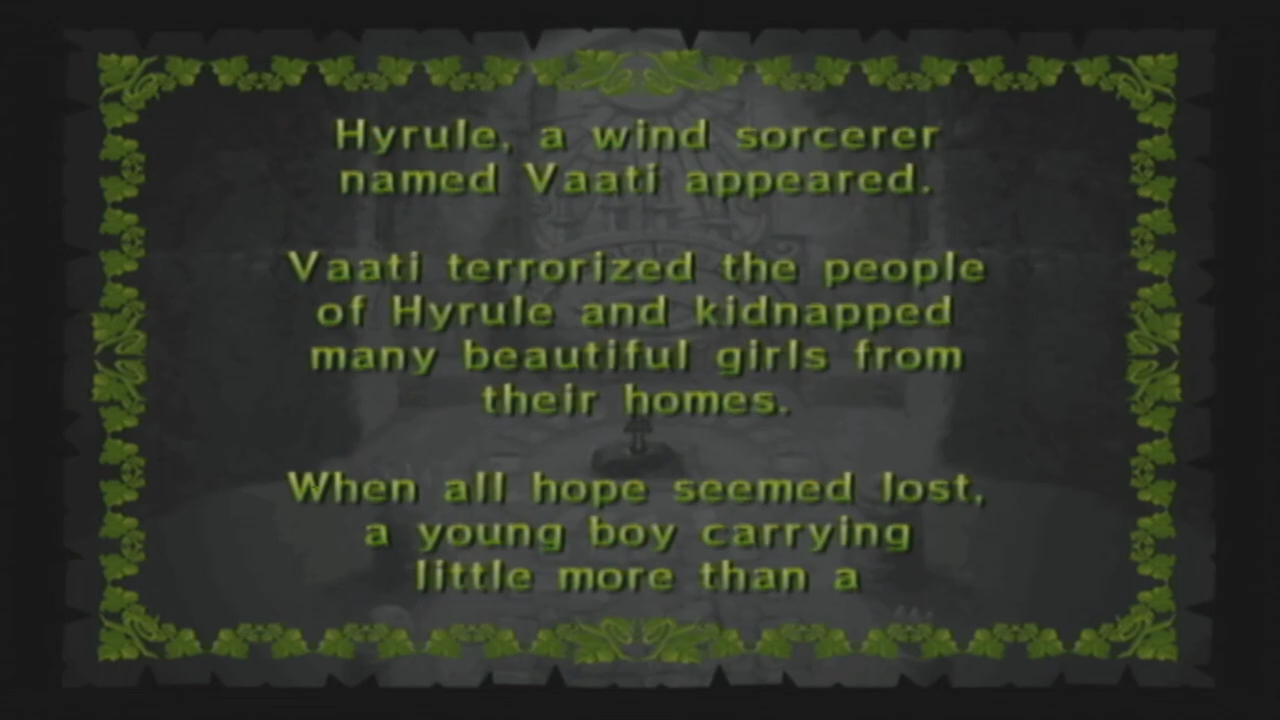 Hyrule, a wind sorcerer
named Vaati appeared.
Vaati terrorized the people
of Hyrule and kidnapped
many beautiful girls from
their homes.
When all hope seemed lost,
a young boy carrying
little more than a